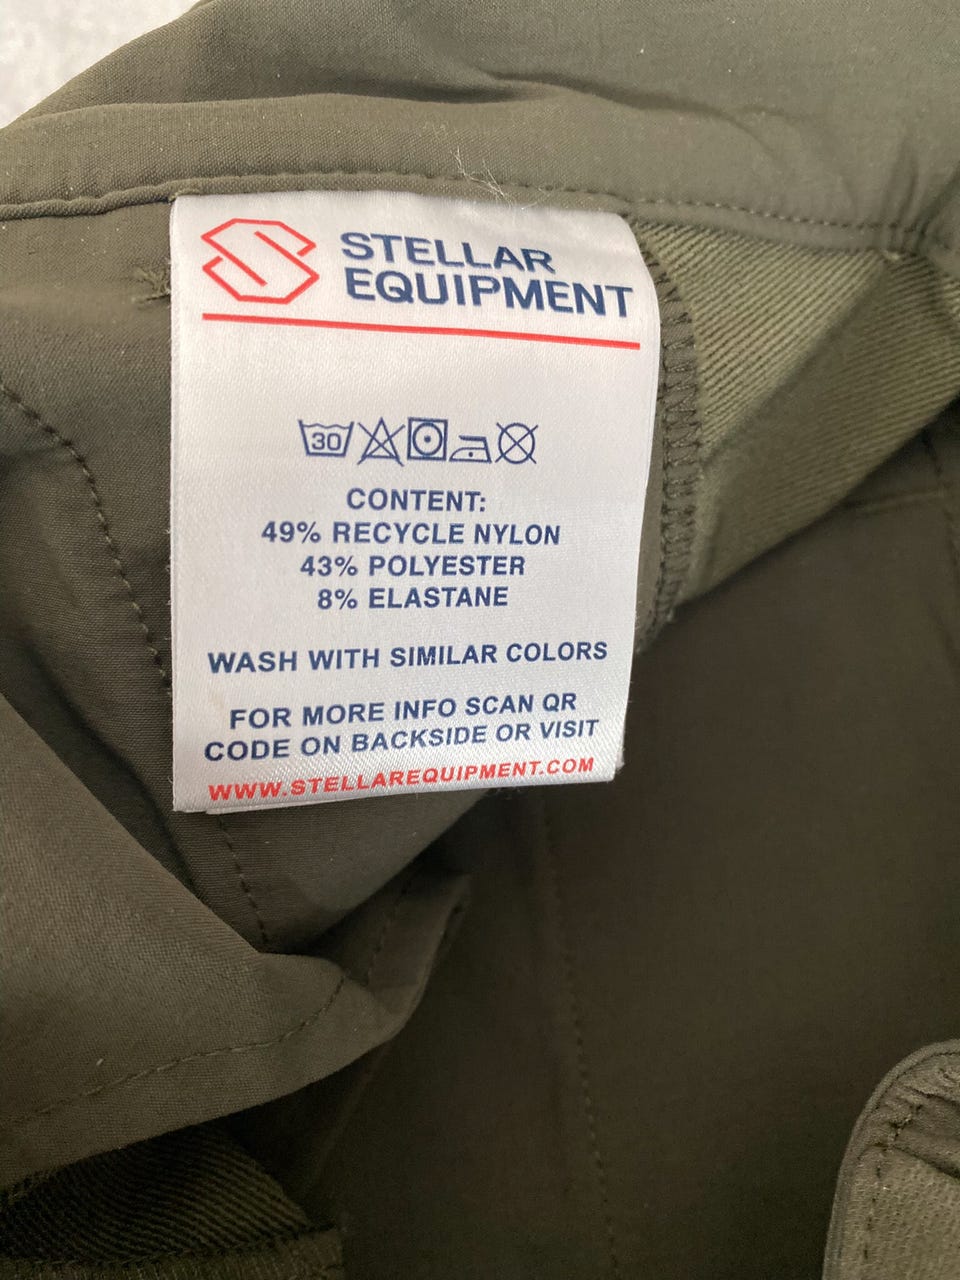 STELLAR
EQUIPMENT
30
CONTENT:
49% RECYCLE NYLON
43% POLYESTER
8% ELASTANE
WASH WITH SIMILAR COLORS
FOR MORE INFO SCAN QR
CODE ON BACKSIDE OR VISIT
WWW.STELLAREQUIPMENT.COM